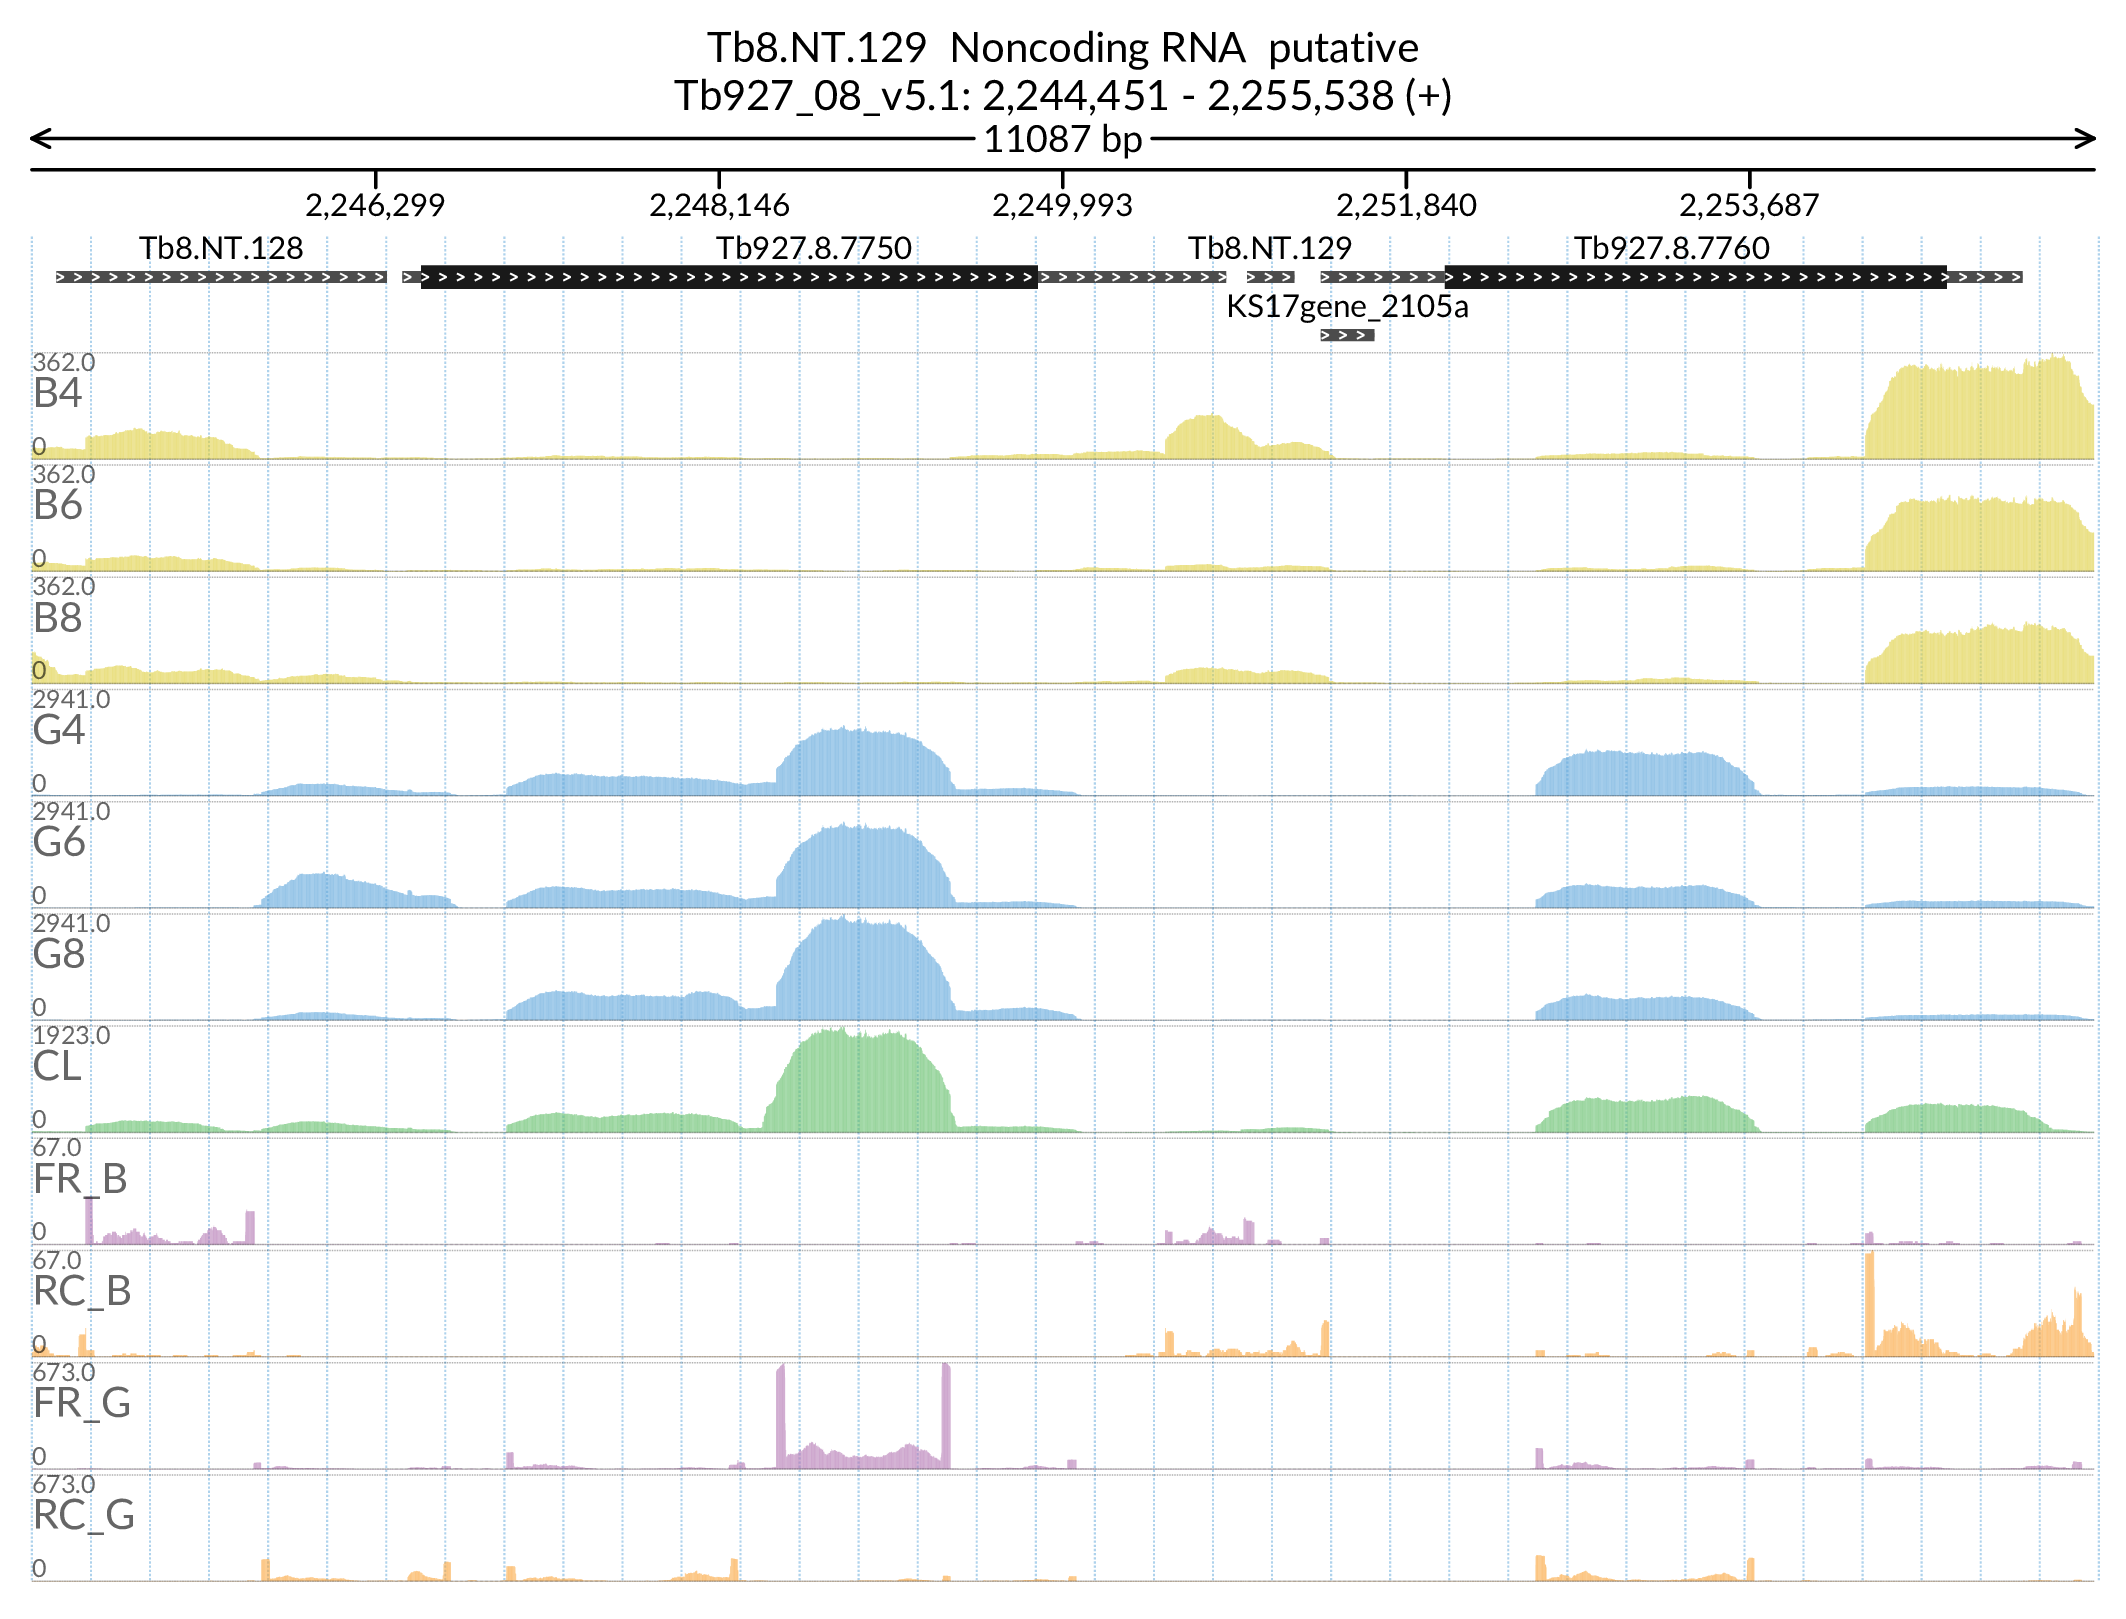 Tb8.NT.129  Noncoding RNA  putative
Tb927_08_v5.1: 2,244,451 - 2,255,538 (+)
11087 bp
2,246,299 2,248,146 2,249,993 2,251,840 2,253,687
Tb8.NT.128 Tb927.8.7750 Tb8.NT.129 Tb927.8.7760
KS17gene_2105a
362.0
B4
0
362.0
B6
0
362.0
B8
0
2941.0
G4
0
2941.0
G6
0
2941.0
G8
0
1923.0
CL
0
67.0
FR_B
0
67.0
RC_B
0
673.0
FR_G
0
673.0
RC_G
0